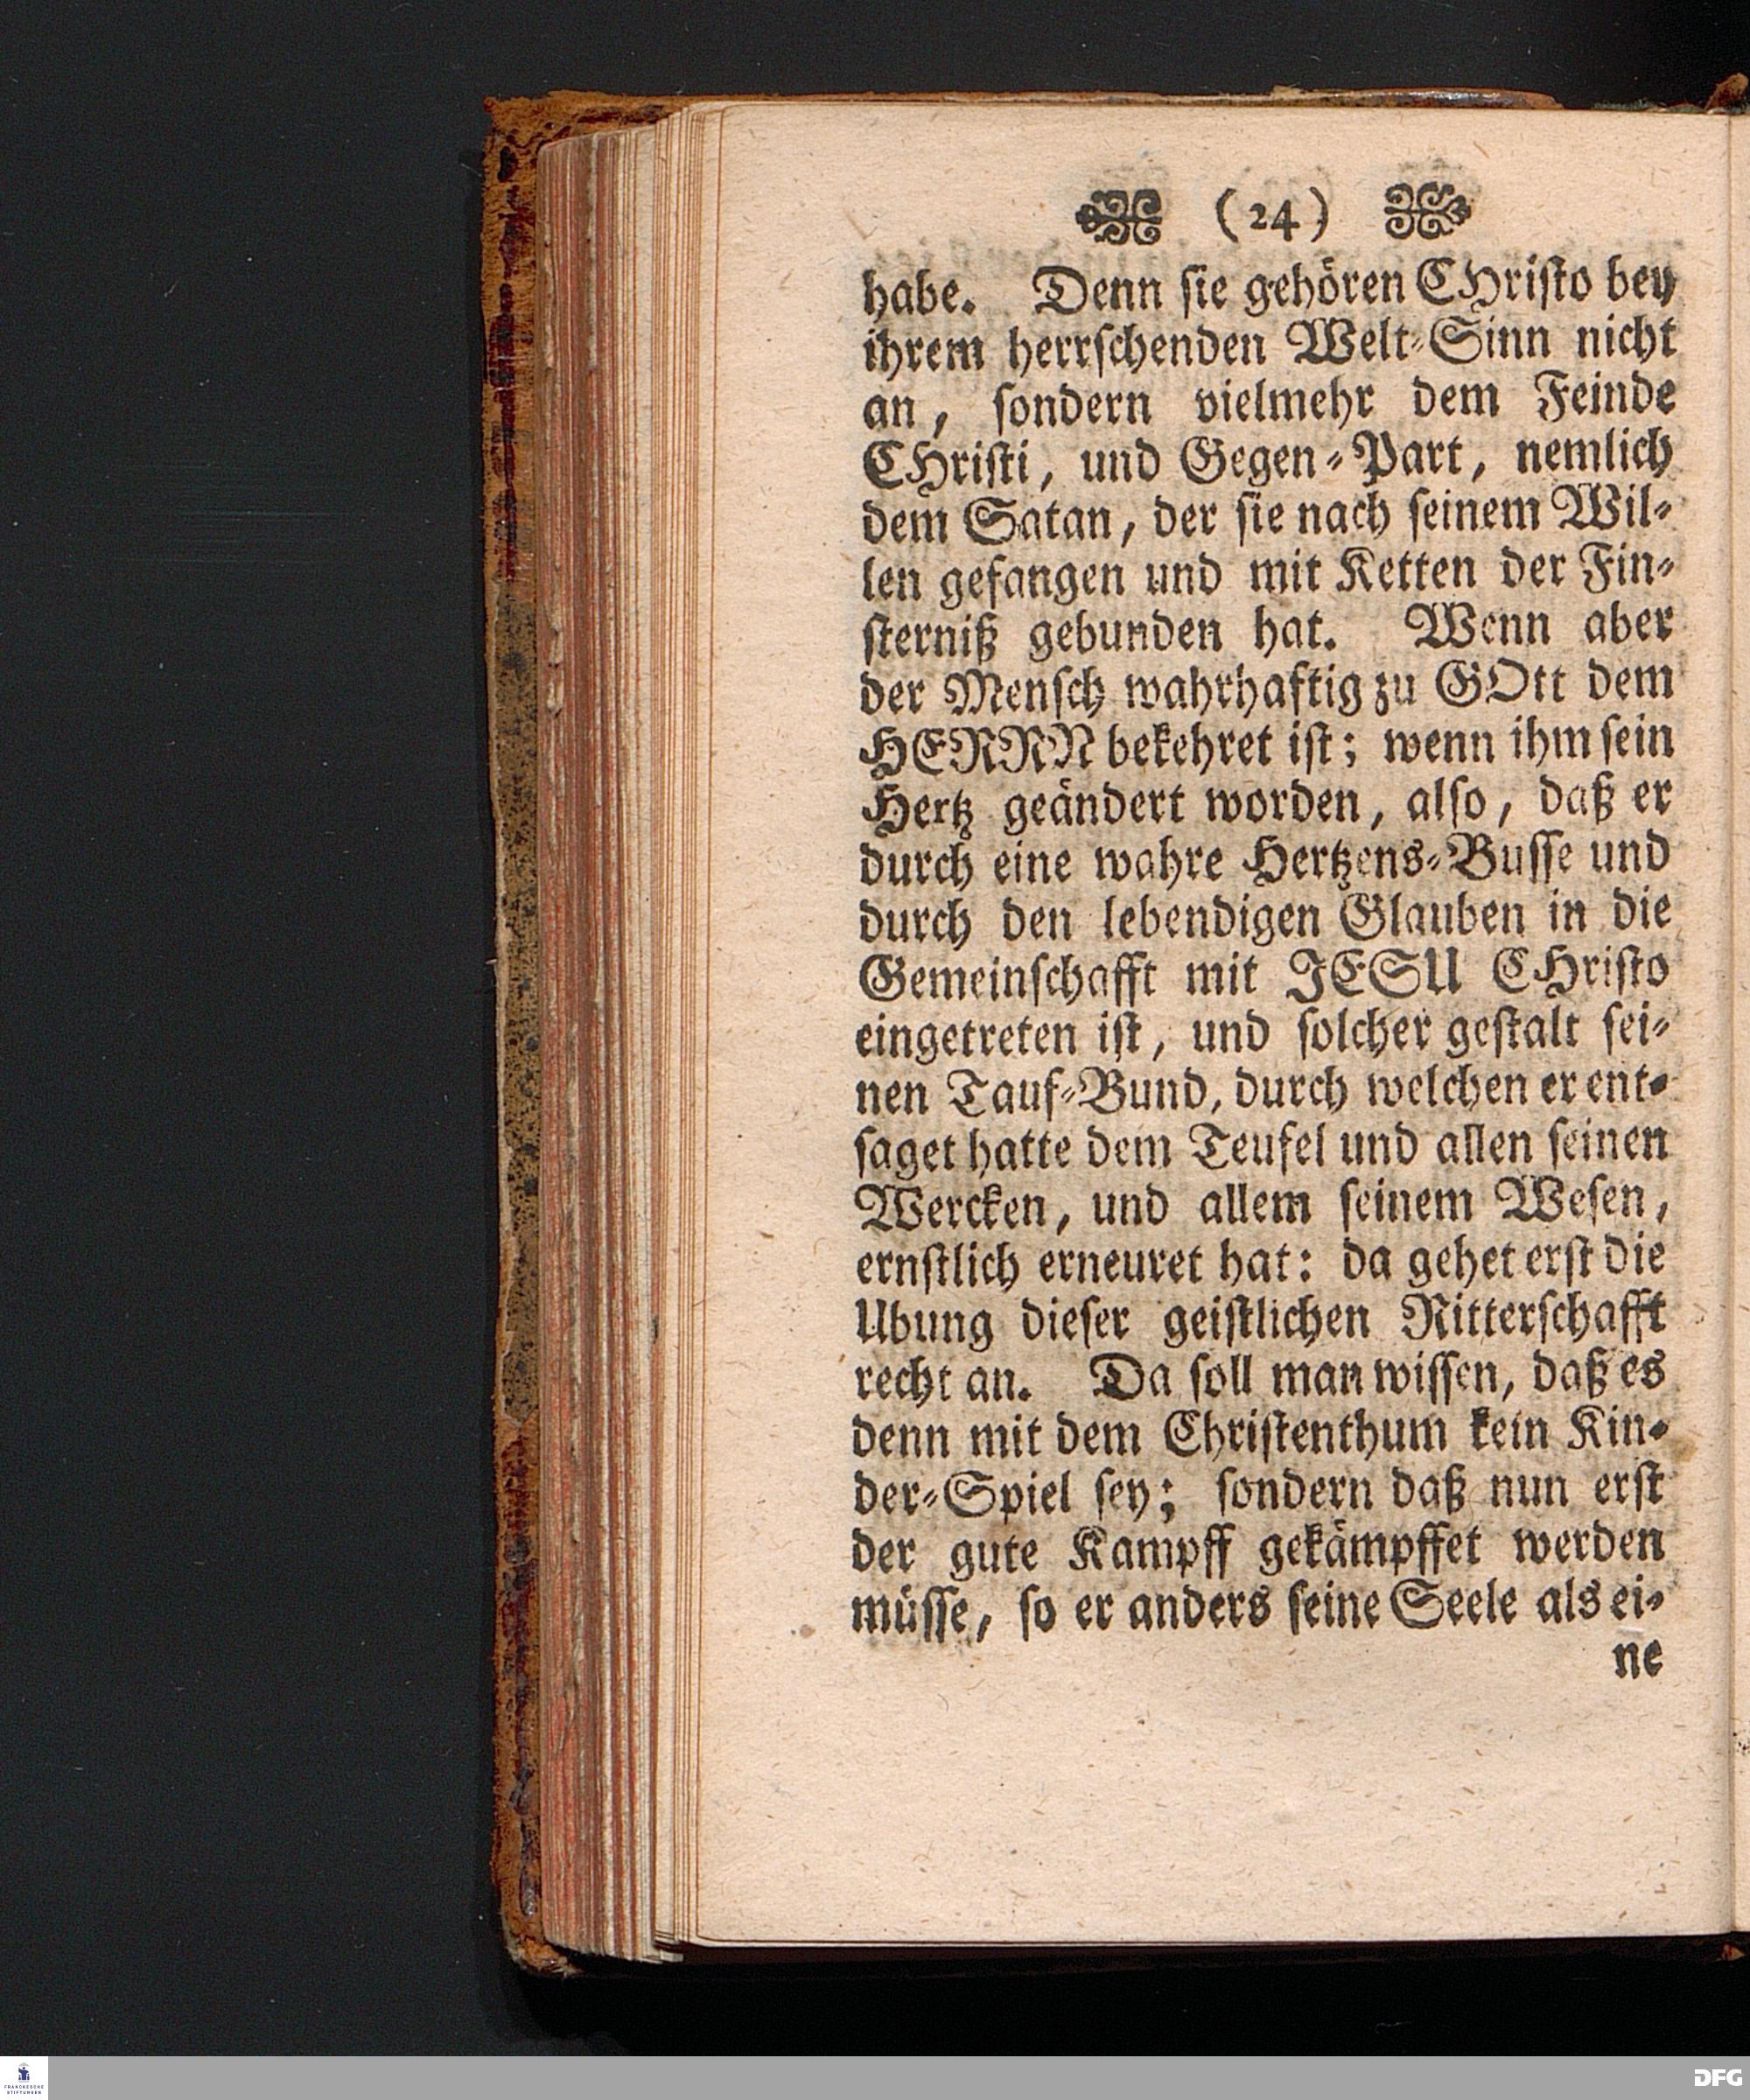 (24)
habe. Denn ſie gehören CHriſto bey
ihrem herrſchenden Welt-Sinn nicht
an, ſondern vielmehr dem Feinde
CHriſti, und Gegen-Part, nemlich
dem Satan, der ſie nach ſeinem Wil-
len gefangen und mit Ketten der Fin-
ſterniß gebunden hat. Wenn aber
der Menſch wahrhaftig zu GOtt dem
HERRN bekehret iſt; wenn ihm ſein
Hertz geändert worden, alſo, daß er
durch eine wahre Hertzens-Buſſe und
durch den lebendigen Glauben in die
Gemeinſchafft mit JESU CHriſto
eingetreten iſt, und ſolcher geſtalt ſei-
nen Tauf-Bund, durch welchen er ent-
ſaget hatte dem Teufel und allen ſeinen
Wercken, und allem ſeinem Weſen,
ernſtlich erneuret hat: da gehet erſt die
Ubung dieſer geiſtlichen Ritterſchafft
recht an. Da ſoll man wiſſen, daß es
denn mit dem Chriſtenthum kein Kin-
der-Spiel ſey; ſondern daß nun erſt
der gute Kampff gekämpffet werden
müſſe, ſo er anders ſeine Seele als ei-
ne
FRANCKESCHE
STIFTUNGEN
DFG